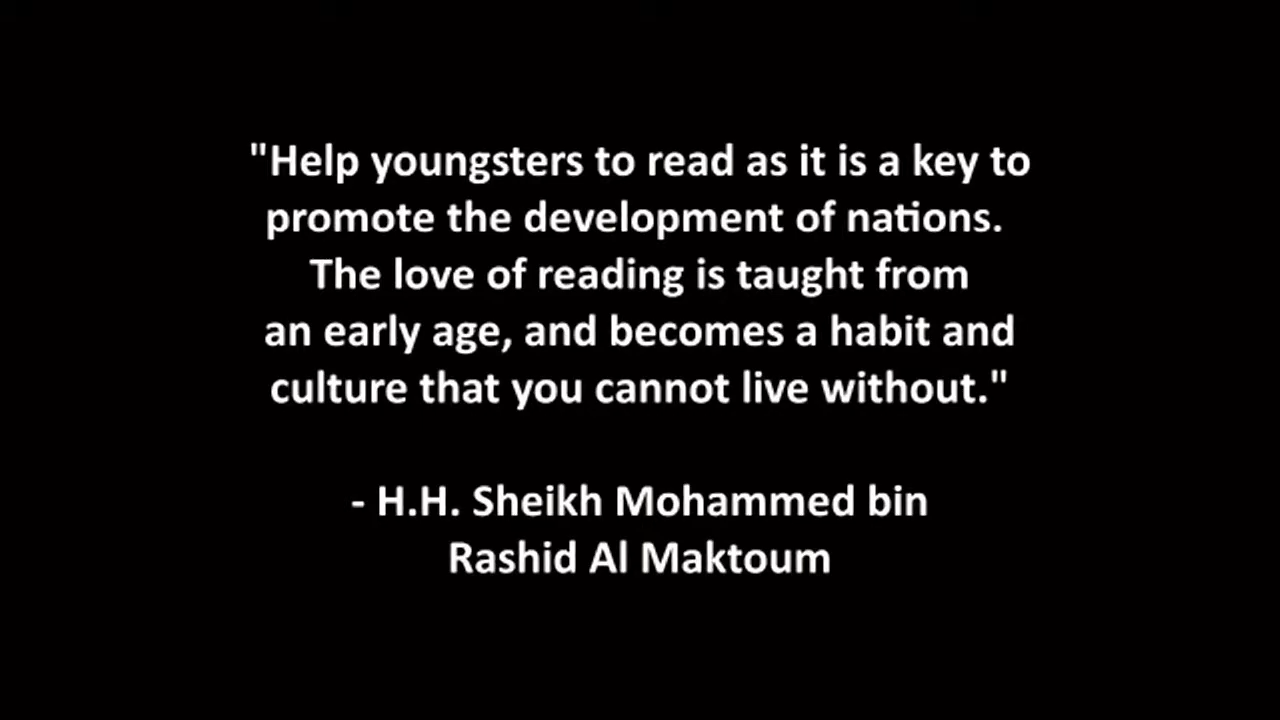 "Help youngsters to read as it is a key to
promote the development of nations.
The love of reading is taught from
an early age, and becomes a habit and
culture that you cannot live without."
- H.H. Sheikh Mohammed bin
Rashid Al Maktoum